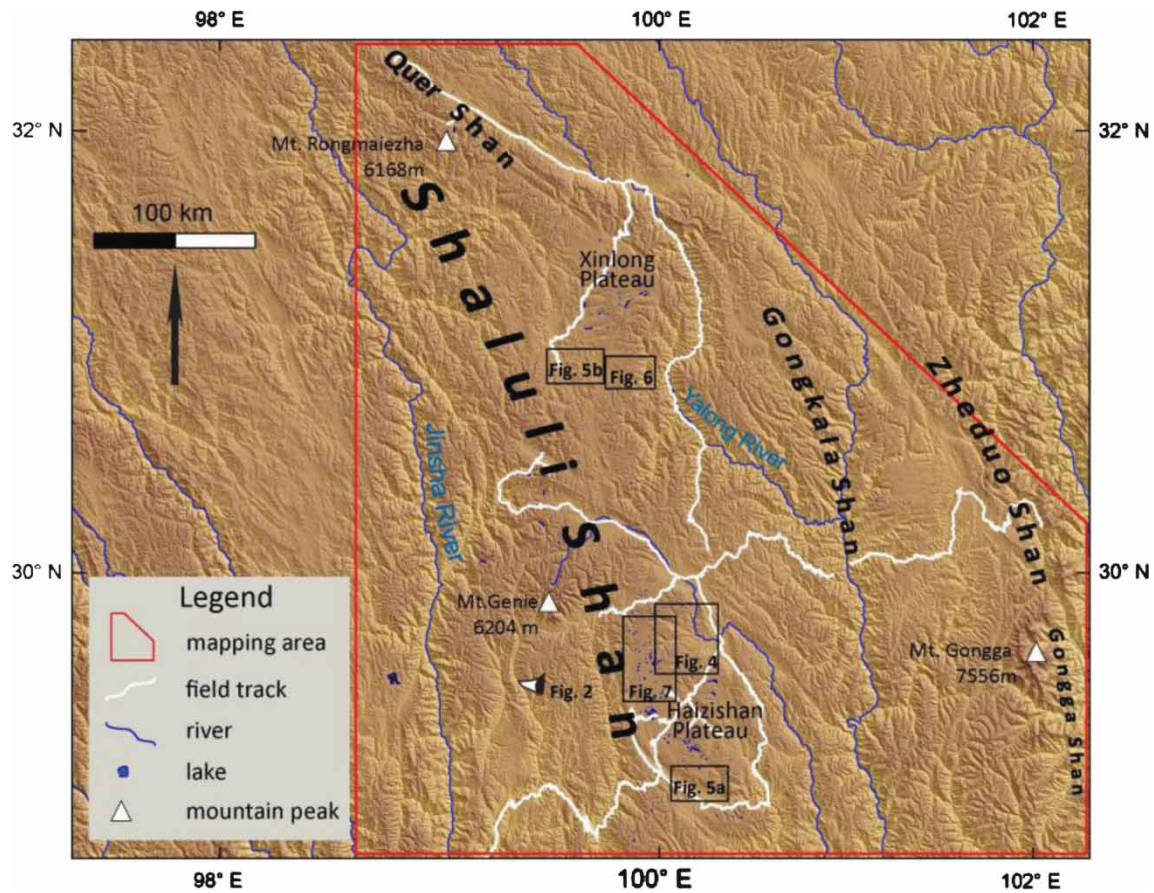 98° E
100° E
102° E
32° N
32° N
Quer Shan
Mt. Rongmaiezha
6168m
100 km
Shaluli Shan
Xinlong
Plateau
Gongkala Shan
Zheduo Shan
Fig. 5b
Fig. 6
Yalong River
Jinsha River
30° N
30° N
Mt.Genie
6204 m
Mt. Gongga
7556m
Gongga Shan
Fig. 4
Fig. 2
Fig. 7
Haizishan
Plateau
Fig. 5a
Legend
mapping area
field track
river
lake
mountain peak
98° E
100° E
102° E